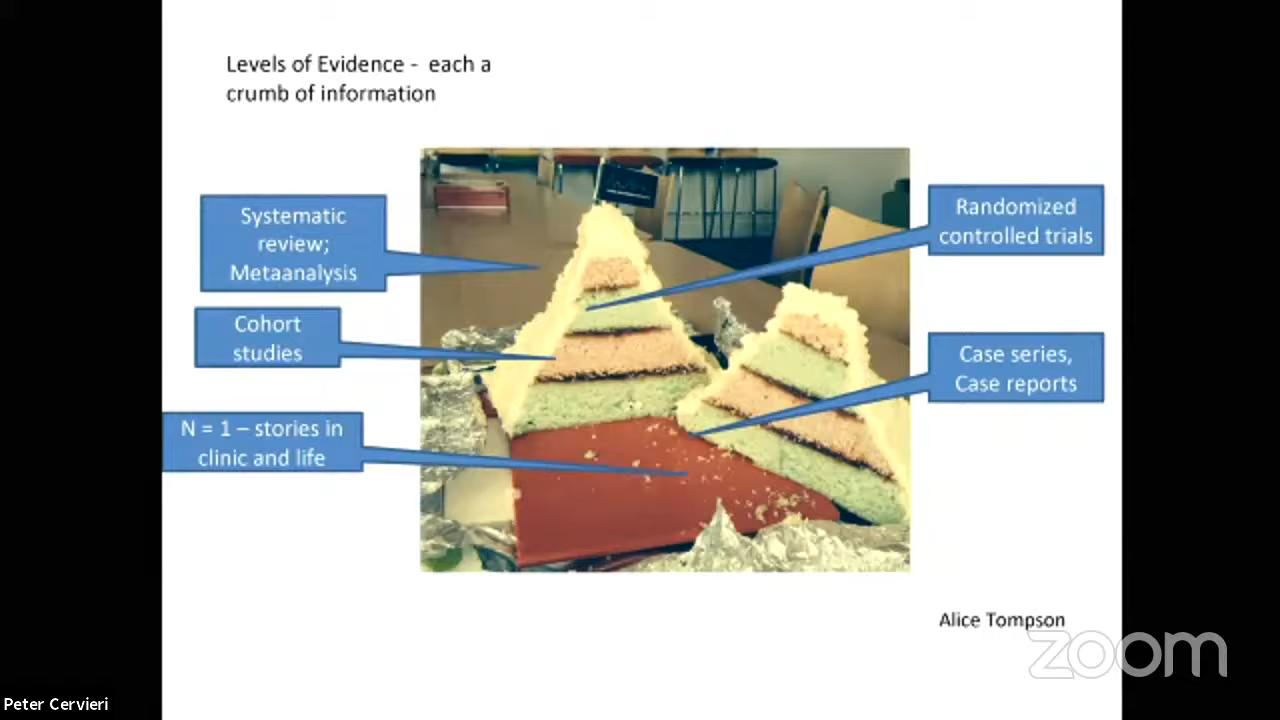 Levels of Evidence - each a
crumb of information
Systematic
review;
Metaanalysis
Randomized
controlled trials
Cohort
studies
Case series,
Case reports
N = 1 – stories in
clinic and life
Alice Tompson
zoom
Peter Cervieri